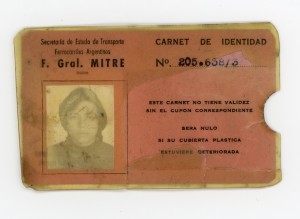 Secretaría de Estado de Transporte
Ferrocarriles Argentinos
F. Gral. MITRE
CARNET DE IDENTIDAD
Nº
ESTE CARNET NO TIENE VALIDEZ
SIN EL CUPÓN CORRESPONDIENTE
SERA NULO
SI SU CUBIERTA PLASTICA
ESTUVIERE DETERIORADA